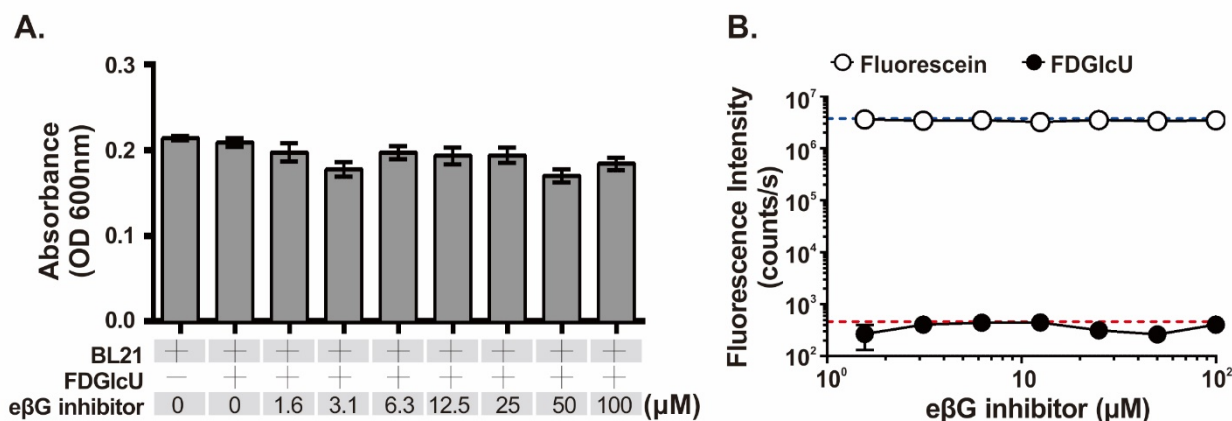 A.
Absorbance
(OD 600nm)
0.3
0.2
0.1
0.0
BL21 + + + + + + + + +
FDGlcU − + + + + + + + +
eβG inhibitor 0 0 1.6 3.1 6.3 12.5 25 50 100 (μM)
B.
Fluorescein FDGlcU
Fluorescence Intensity
(counts/s)
10⁷
10⁶
10⁵
10⁴
10³
10²
10⁰ 10 10²
eβG inhibitor (μM)